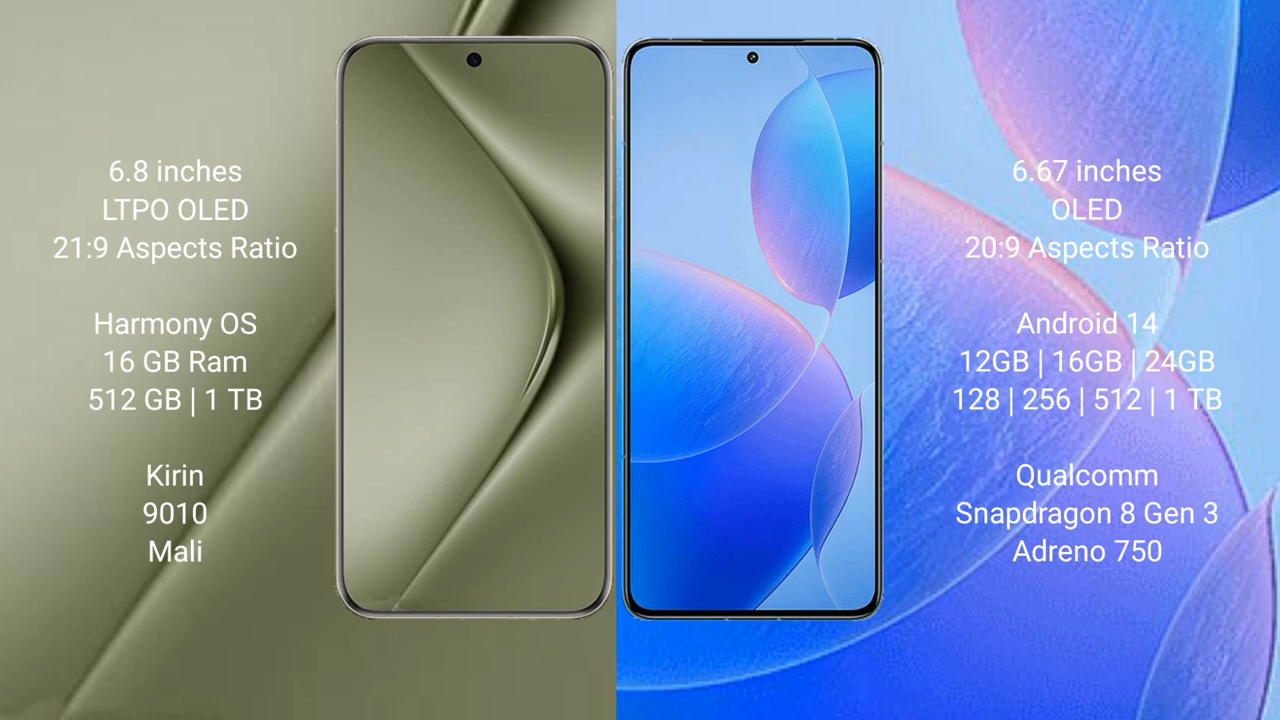 6.8 inches
LTPO OLED
21:9 Aspects Ratio
Harmony OS
16 GB Ram
512 GB | 1 TB
Kirin
9010
Mali
6.67 inches
OLED
20:9 Aspects Ratio
Android 14
12GB | 16GB | 24GB
128 | 256 | 512 | 1 TB
Qualcomm
Snapdragon 8 Gen 3
Adreno 750